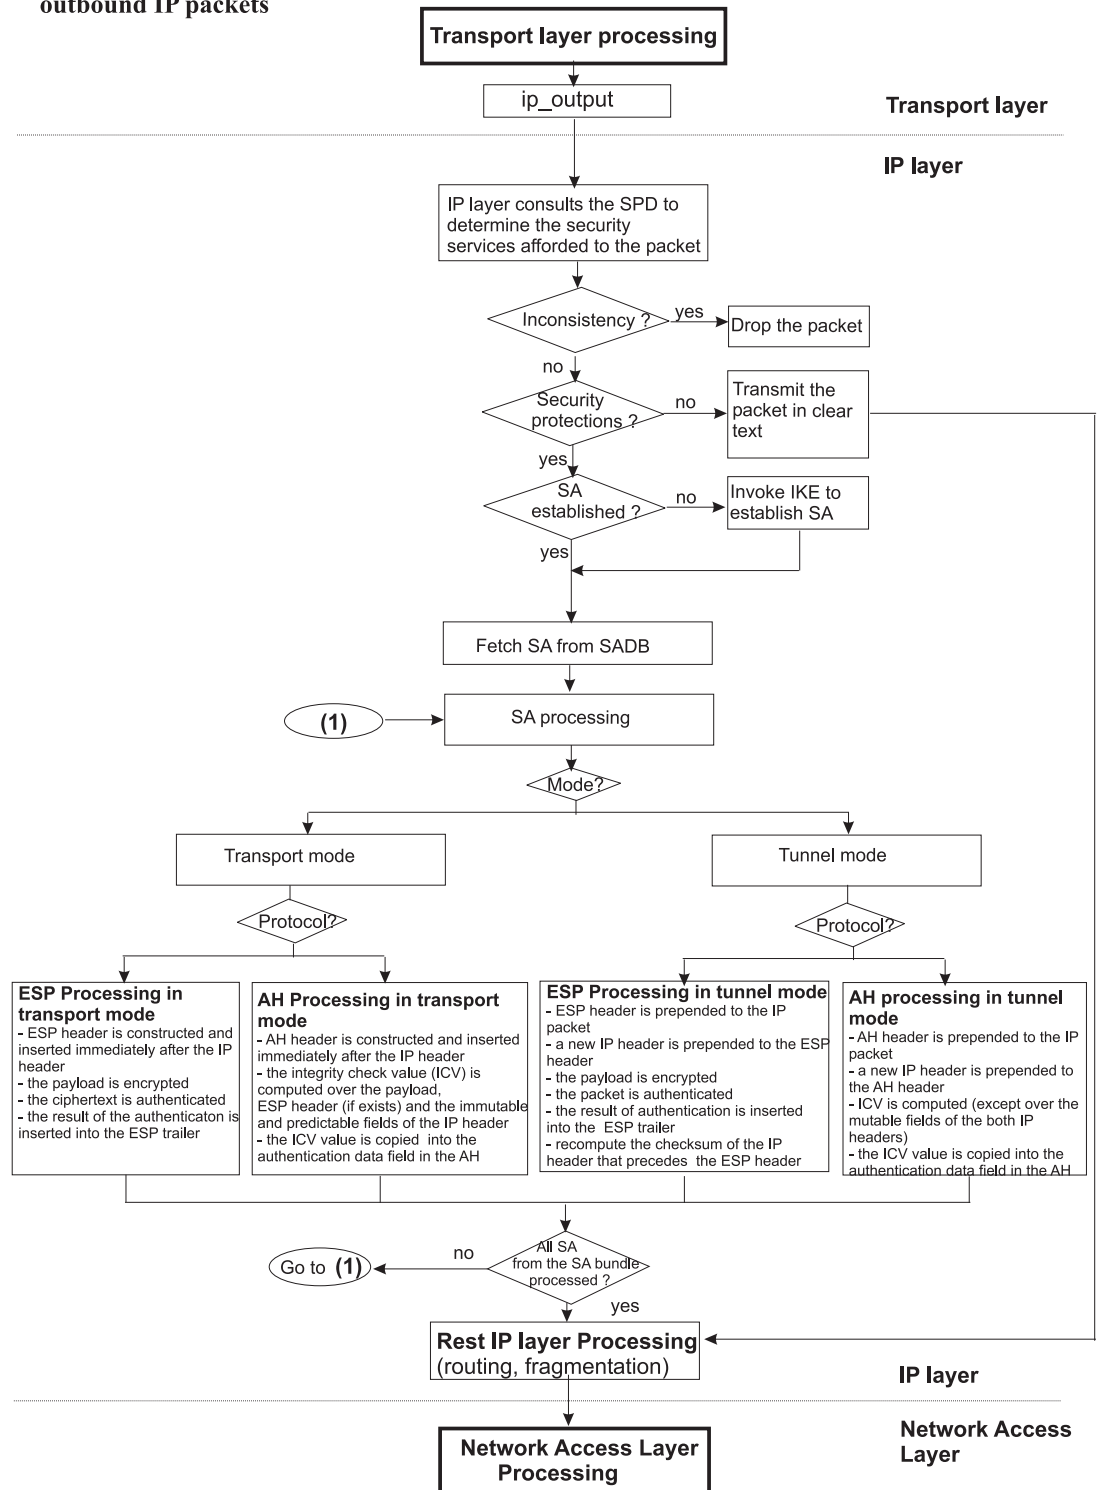 outbound IP packets
Transport layer processing
ip_output
Transport layer
IP layer
IP layer consults the SPD to
determine the security
services afforded to the packet
Inconsistency ?
yes
Drop the packet
no
Security
protections ?
no
Transmit the
packet in clear
text
yes
SA
established ?
no
Invoke IKE to
establish SA
yes
Fetch SA from SADB
(1)
SA processing
Mode?
Transport mode
Tunnel mode
Protocol?
Protocol?
ESP Processing in
transport mode
- ESP header is constructed and
inserted immediately after the IP
header
- the payload is encrypted
- the ciphertext is authenticated
- the result of the authenticaton is
inserted into the ESP trailer
AH Processing in transport
mode
- AH header is constructed and inserted
immediately after the IP header
- the integrity check value (ICV) is
computed over the payload,
ESP header (if exists) and the immutable
and predictable fields of the IP header
- the ICV value is copied into the
authentication data field in the AH
ESP Processing in tunnel mode
- ESP header is prepended to the IP
packet
- a new IP header is prepended to the ESP
header
- the payload is encrypted
- the packet is authenticated
- the result of authentication is inserted
into the ESP trailer
- recompute the checksum of the IP
header that precedes the ESP header
AH processing in tunnel
mode
- AH header is prepended to the IP
packet
- a new IP header is prepended to
the AH header
- ICV is computed (except over the
mutable fields of the both IP
headers)
- the ICV value is copied into the
authentication data field in the AH
All SA
from the SA bundle
processed ?
no
Go to (1)
yes
Rest IP layer Processing
(routing, fragmentation)
IP layer
Network Access Layer
Processing
Network Access
Layer